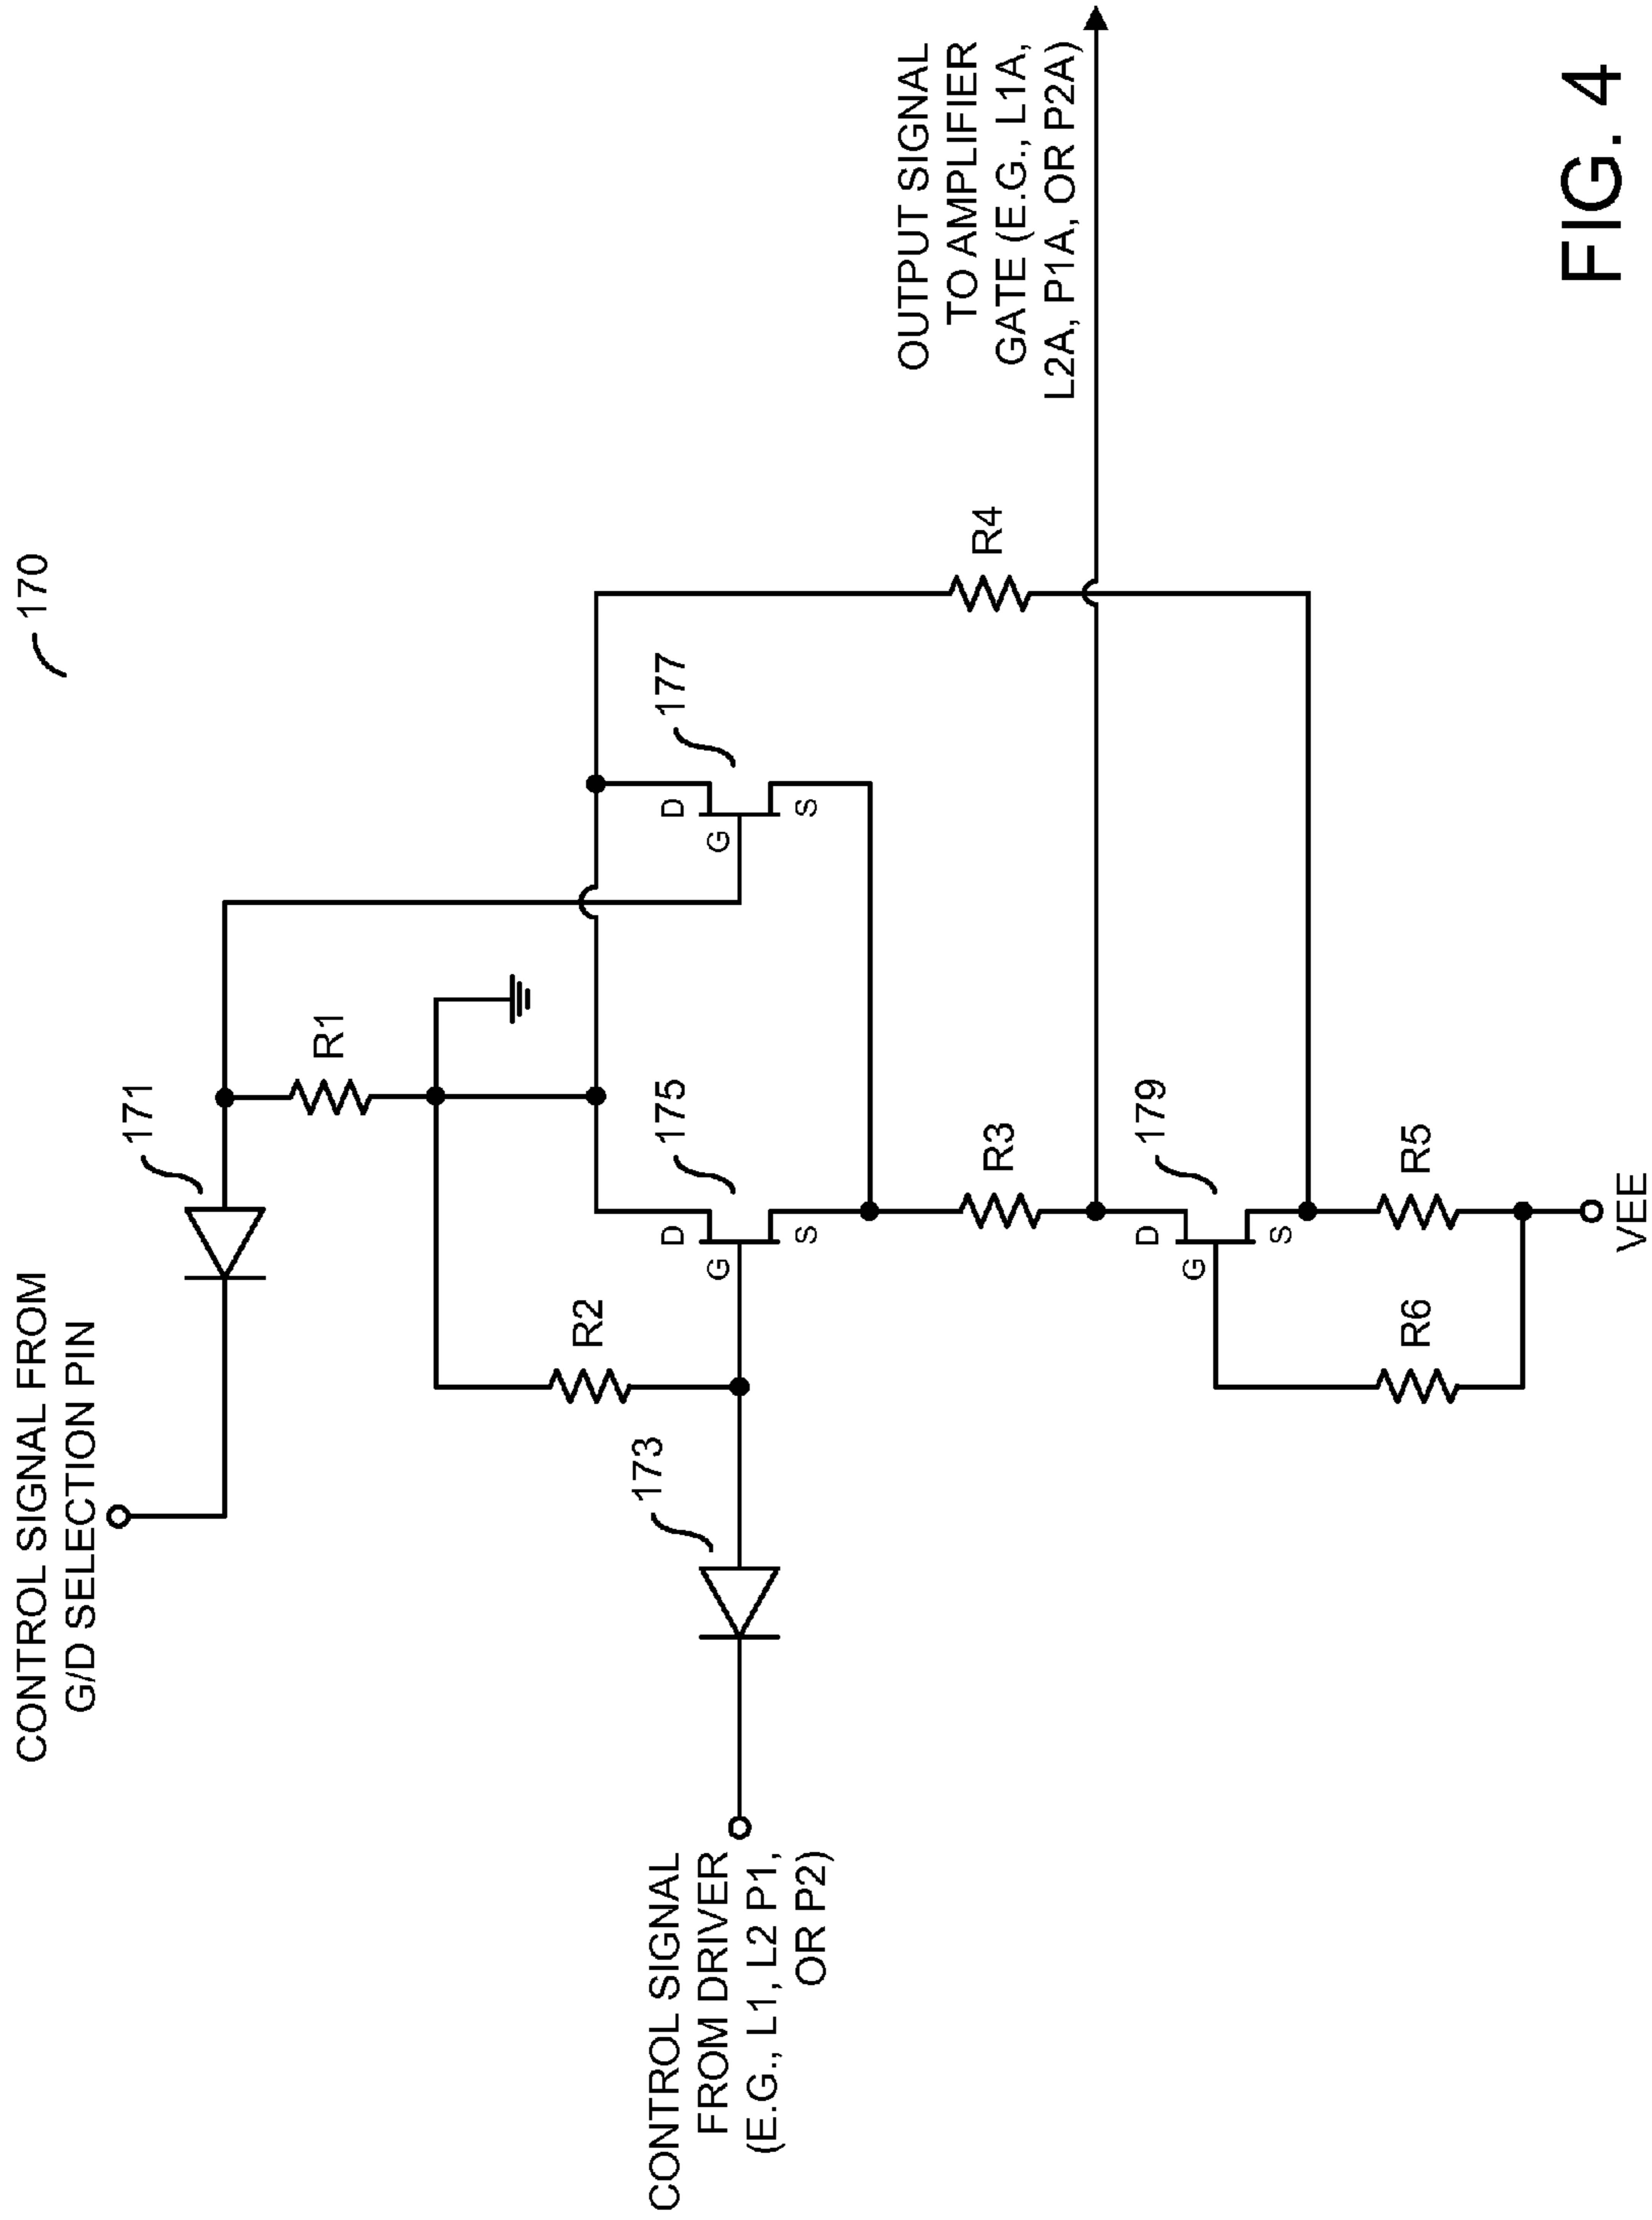 170
CONTROL SIGNAL FROM
G/D SELECTION PIN
171
R1
177
D
G
S
R4
OUTPUT SIGNAL
TO AMPLIFIER
GATE (E.G., L1A,
L2A, P1A, OR P2A)
CONTROL SIGNAL
FROM DRIVER
(E.G., L1, L2 P1,
OR P2)
173
R2
175
D
G
S
R3
179
D
G
S
R6
R5
VEE
FIG. 4